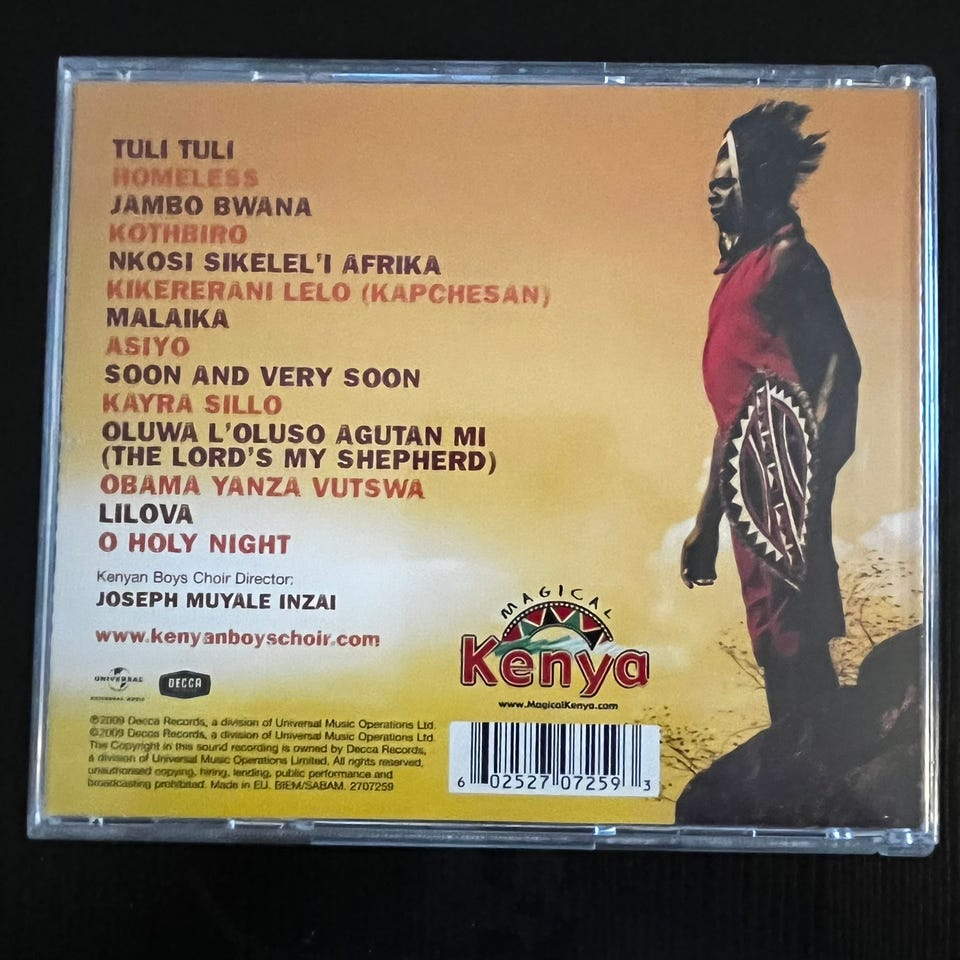 TULI TULI
HOMELESS
JAMBO BWANA
KOTHBIRO
NKOSI SIKELEL'I AFRIKA
KIKERERANI LELO (KAPCHESAN)
MALAIKA
ASIYO
SOON AND VERY SOON
KAYRA SILLO
OLUWA L'OLUSO AGUTAN MI
(THE LORD'S MY SHEPHERD)
OBAMA YANZA VUTSWA
LILOVA
O HOLY NIGHT
Kenyan Boys Choir Director:
JOSEPH MUYALE INZAI
www.kenyanboyschoir.com
UNIVERSAL
DECCA
MAGICAL
Kenya
www.MagicalKenya.com
℗2009 Decca Records, a division of Universal Music Operations Ltd.
©2009 Decca Records, a division of Universal Music Operations Ltd.
The Copyright in this sound recording is owned by Decca Records,
a division of Universal Music Operations Limited. All rights reserved,
unauthorised copying, hiring, lending, public performance and
broadcasting prohibited. Made in EU. BIEM/SABAM. 2707259
6 02527 07259 3